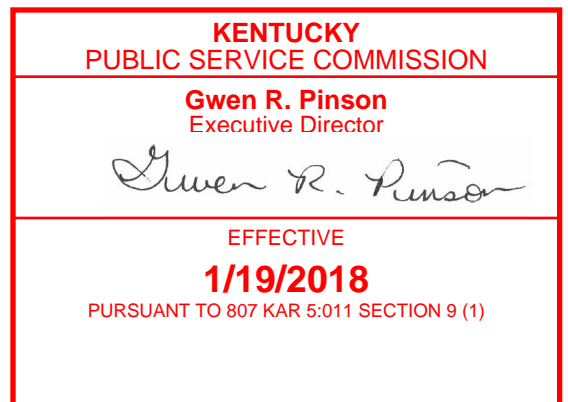 KENTUCKY
PUBLIC SERVICE COMMISSION
Gwen R. Pinson
Executive Director
Gwen R. Pinson
EFFECTIVE
1/19/2018
PURSUANT TO 807 KAR 5:011 SECTION 9 (1)